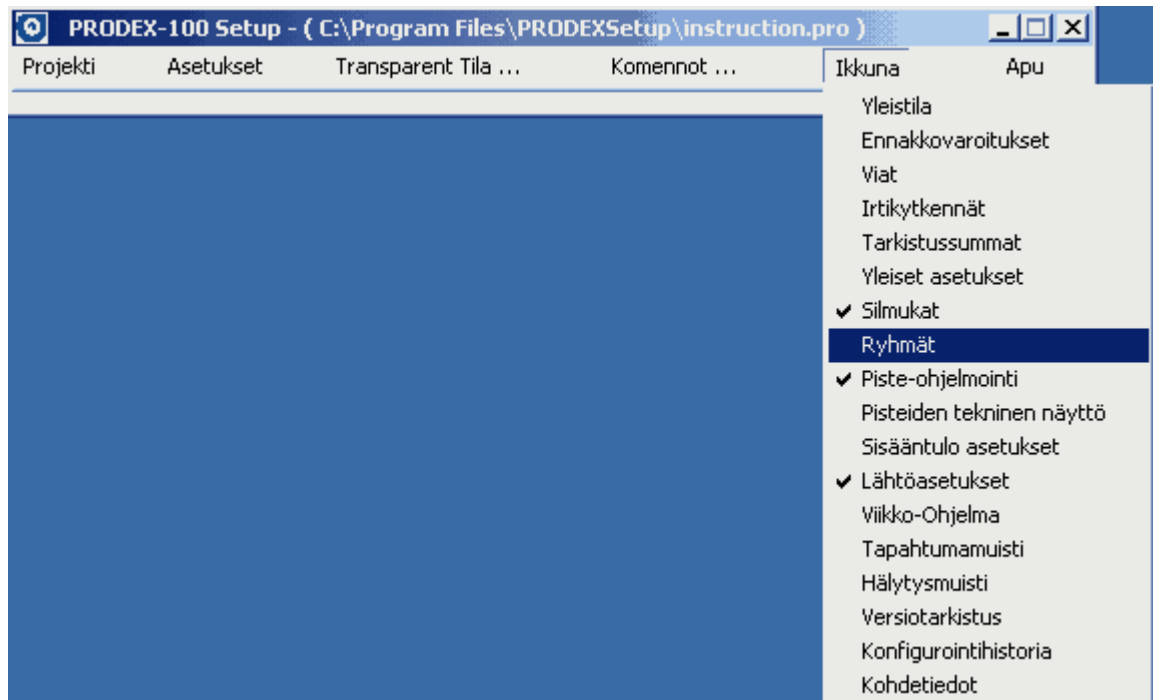 PRODEX-100 Setup - ( C:\Program Files\PRODEXSetup\instruction.pro )
Projekti Asetukset Transparent Tila ... Komennot ... Ikkuna Apu
Yleistila
Ennakkovaroitukset
Viat
Irtikytkennät
Tarkistussummat
Yleiset asetukset
Silmukat
Ryhmät
Piste-ohjelmointi
Pisteiden tekninen näyttö
Sisääntulo asetukset
Lähtöasetukset
Viikko-Ohjelma
Tapahtumamuisti
Hälytysmuisti
Versiotarkistus
Konfigurointihistoria
Kohdetiedot